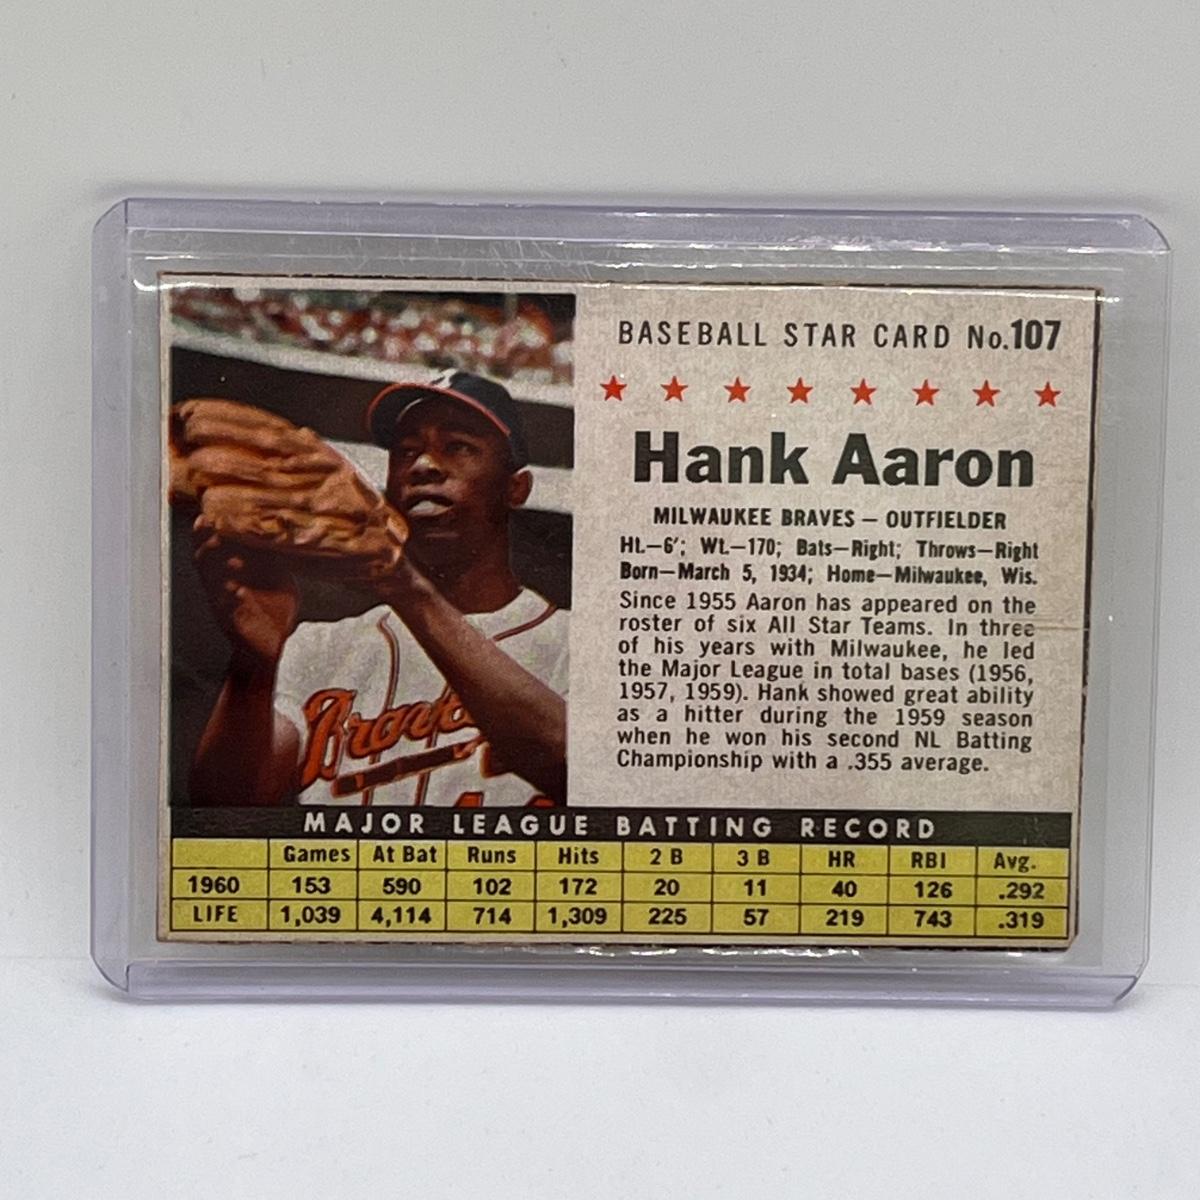 BASEBALL STAR CARD No.107
Hank Aaron
MILWAUKEE BRAVES – OUTFIELDER
Ht.–6'; Wt.–170; Bats–Right; Throws–Right
Born–March 5, 1934; Home–Milwaukee, Wis.
Since 1955 Aaron has appeared on the
roster of six All Star Teams. In three
of his years with Milwaukee, he led
the Major League in total bases (1956,
1957, 1959). Hank showed great ability
as a hitter during the 1959 season
when he won his second NL Batting
Championship with a .355 average.
Braves
MAJOR LEAGUE BATTING RECORD
Games At Bat Runs Hits 2 B 3 B HR RBI Avg.
1960 153 590 102 172 20 11 40 126 .292
LIFE 1,039 4,114 714 1,309 225 57 219 743 .319